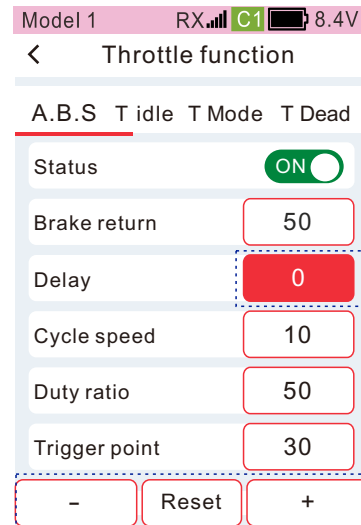 Model 1 RX C1 8.4V
< Throttle function
A.B.S T idle T Mode T Dead
Status ON
Brake return 50
Delay 0
Cycle speed 10
Duty ratio 50
Trigger point 30
- Reset +